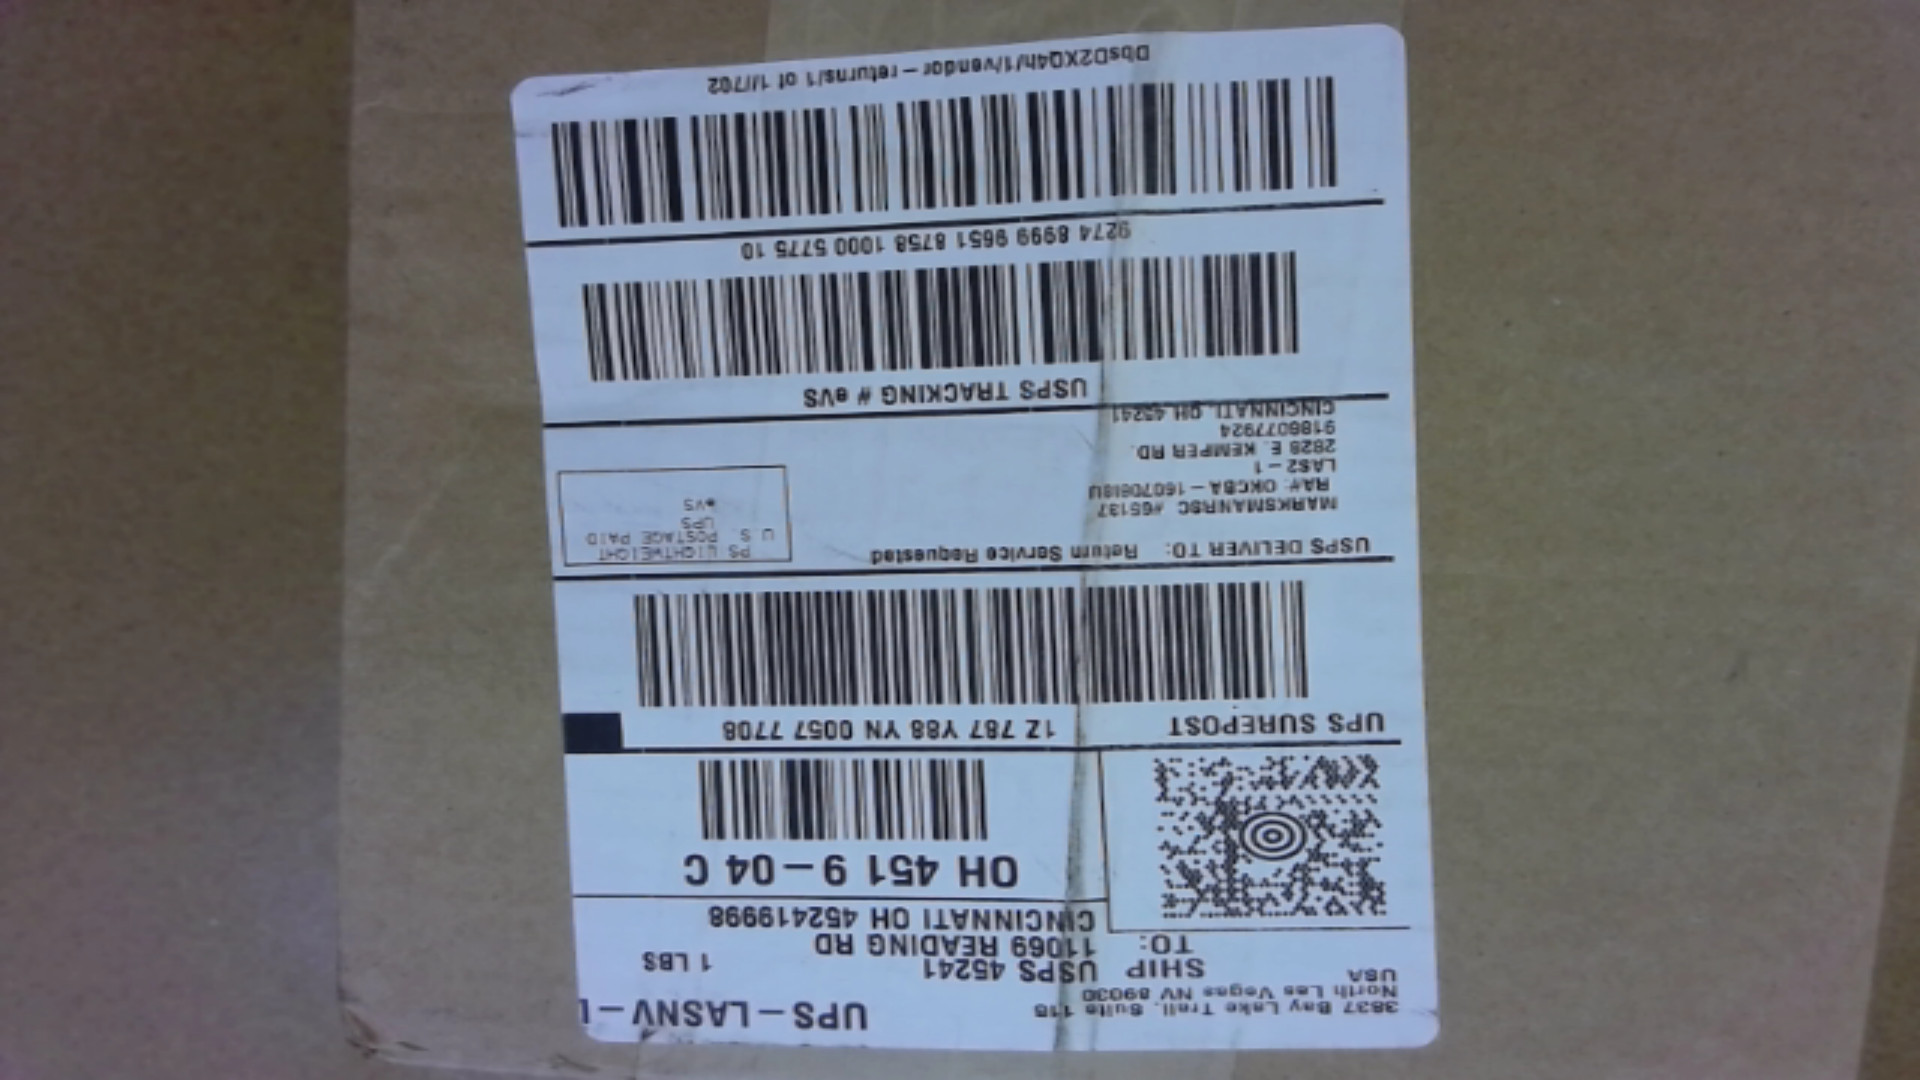 3837 Bay Lake Trail, Suite 115
North Las Vegas NV 89030
USA
UPS-LASNV-
1 LBS
SHIP
TO:
USPS 45241
11069 READING RD
CINCINNATI OH 452419998
OH 451 9-04 C
UPS SUREPOST
1Z 787 Y88 YN 0057 7708
USPS DELIVER TO: Return Service Requested
MARKSMANRSC #65137
RA#: OKCBA-16070618U
LAS2-1
2828 E. KEMPER RD.
9186077924
CINCINNATI, OH 45241
PS LIGHTWEIGHT
U S POSTAGE PAID
UPS
eVS
USPS TRACKING # eVS
9274 8999 9651 8758 1000 5775 10
DbsD2XQ4h/1/vendor-returns/1 of 1//702